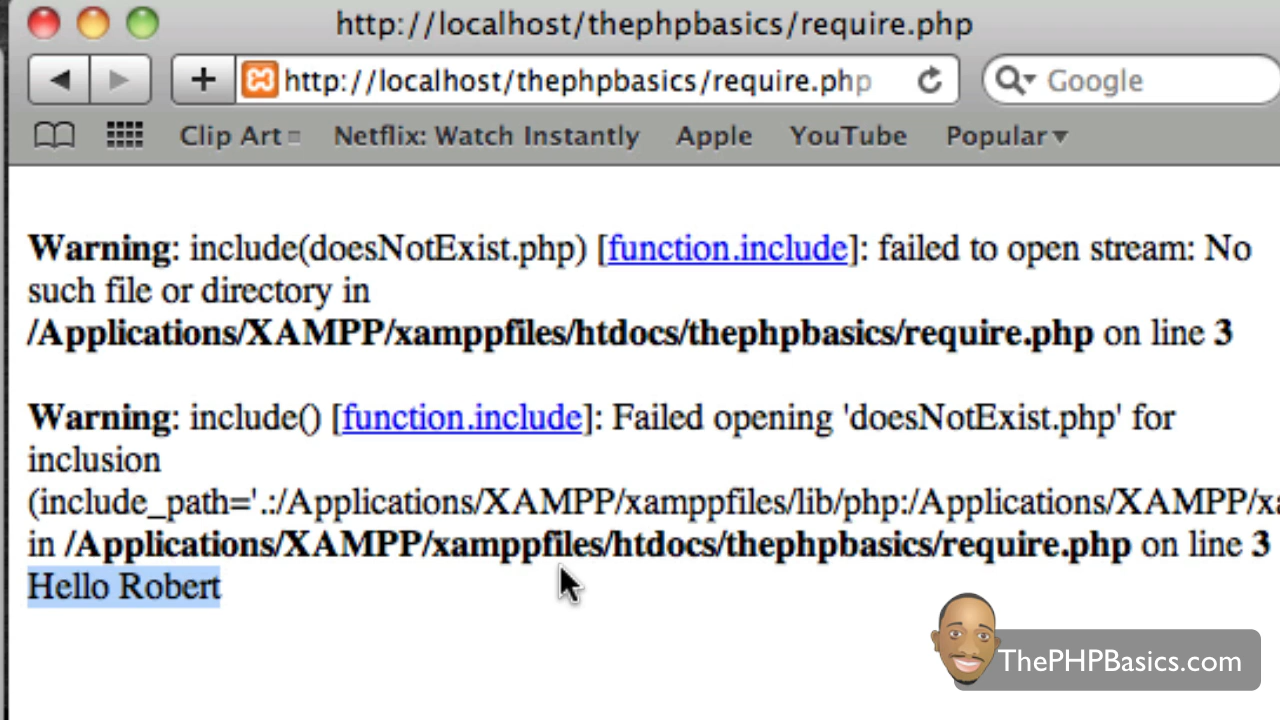 http://localhost/thephpbasics/require.php
http://localhost/thephpbasics/require.php Google
Clip Art Netflix: Watch Instantly Apple YouTube Popular
Warning: include(doesNotExist.php) [function.include]: failed to open stream: No
such file or directory in
/Applications/XAMPP/xamppfiles/htdocs/thephpbasics/require.php on line 3
Warning: include() [function.include]: Failed opening 'doesNotExist.php' for
inclusion
(include_path='.:/Applications/XAMPP/xamppfiles/lib/php:/Applications/XAMPP/xa
in /Applications/XAMPP/xamppfiles/htdocs/thephpbasics/require.php on line 3
Hello Robert
ThePHPBasics.com